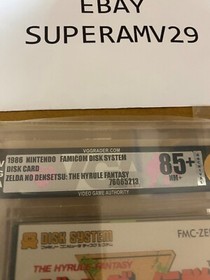 EBAY
SUPERAMV29
VGGRADER.COM
1986 NINTENDO FAMICOM DISK SYSTEM
DISK CARD
ZELDA NO DENSETSU: THE HYRULE FANTASY
76065213
85+
NM+
VIDEO GAME AUTHORITY
DISK SYSTEM
FMC-ZE
THE HYRULE FANTASY